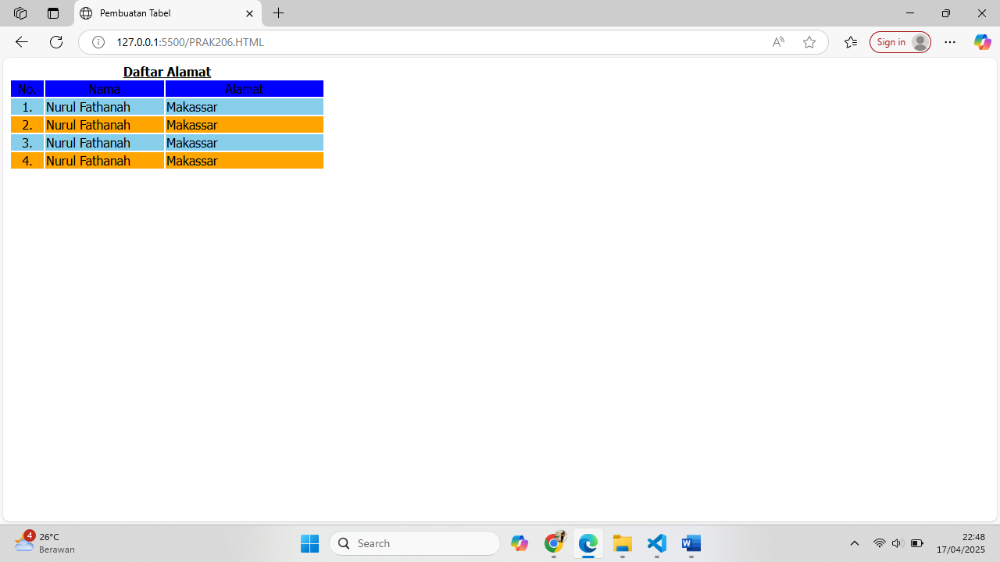 Pembuatan Tabel
127.0.0.1:5500/PRAK206.HTML
Sign in
Daftar Alamat
No. Nama Alamat
1. Nurul Fathanah Makassar
2. Nurul Fathanah Makassar
3. Nurul Fathanah Makassar
4. Nurul Fathanah Makassar
4
26°C
Berawan
Search
22:48
17/04/2025